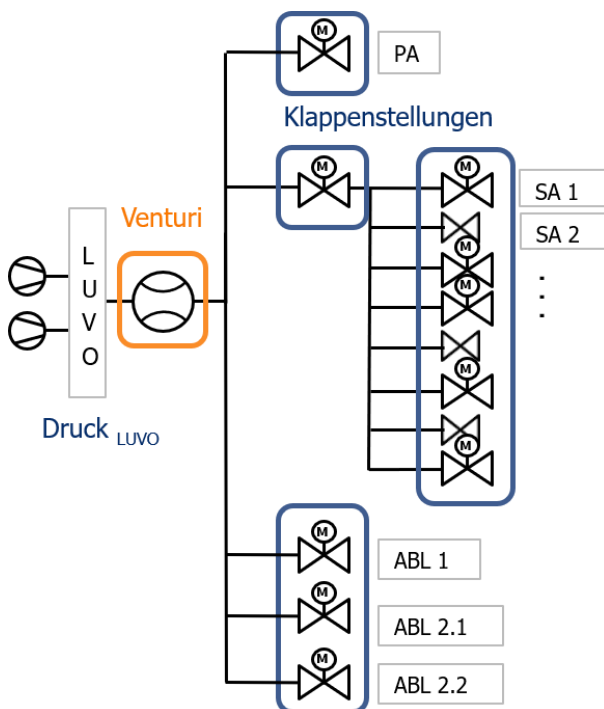 M
PA
Klappenstellungen
M
M
SA 1
Venturi
SA 2
M
L
U
V
O
M
M
Druck LUVO
M
M
ABL 1
M
ABL 2.1
M
ABL 2.2